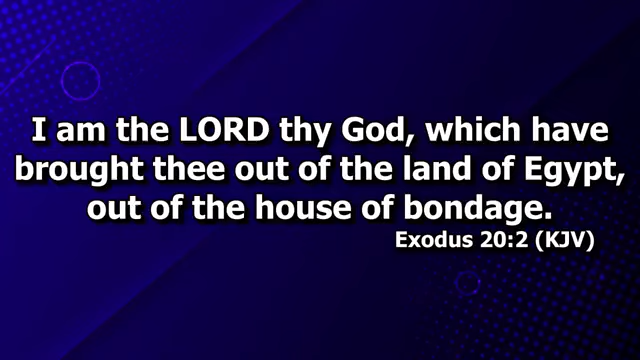 I am the LORD thy God, which have
brought thee out of the land of Egypt,
out of the house of bondage.
Exodus 20:2 (KJV)